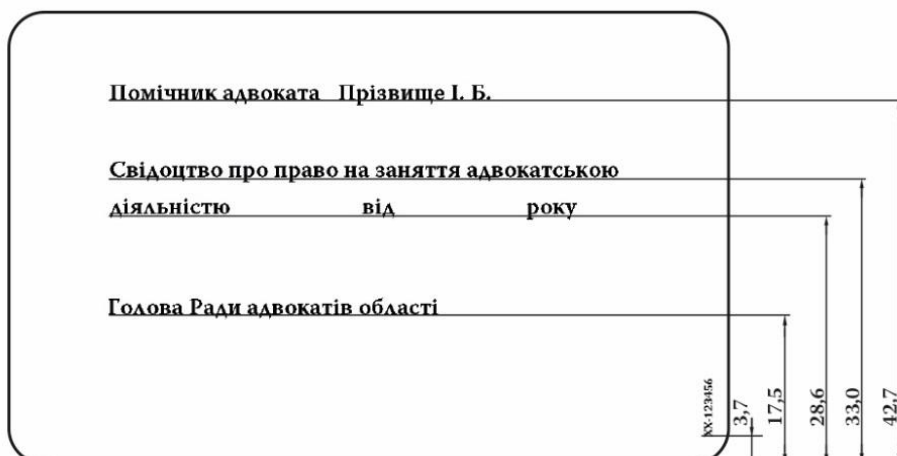 Помічник адвоката Прізвище І. Б.
Свідоцтво про право на заняття адвокатською
діяльністю від року
Голова Ради адвокатів області
XX-123456
3,7
17,5
28,6
33,0
42,7